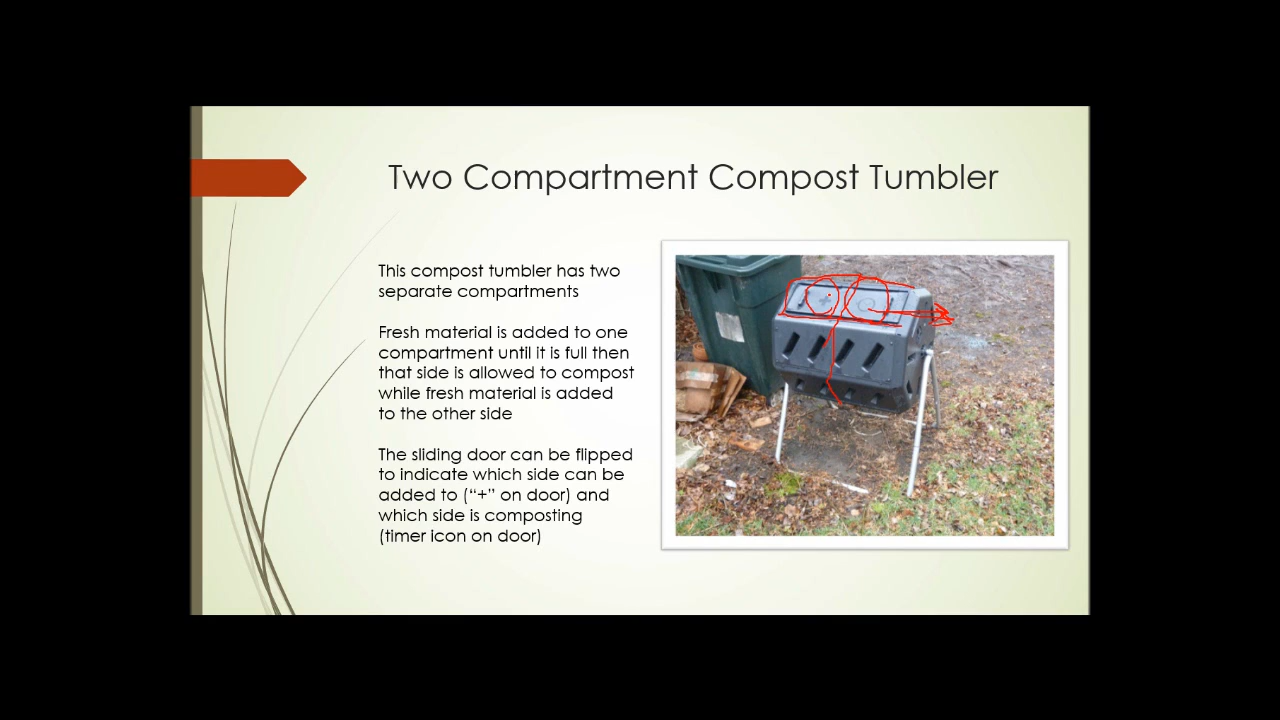 Two Compartment Compost Tumbler
This compost tumbler has two
separate compartments
Fresh material is added to one
compartment until it is full then
that side is allowed to compost
while fresh material is added
to the other side
The sliding door can be flipped
to indicate which side can be
added to (“+” on door) and
which side is composting
(timer icon on door)